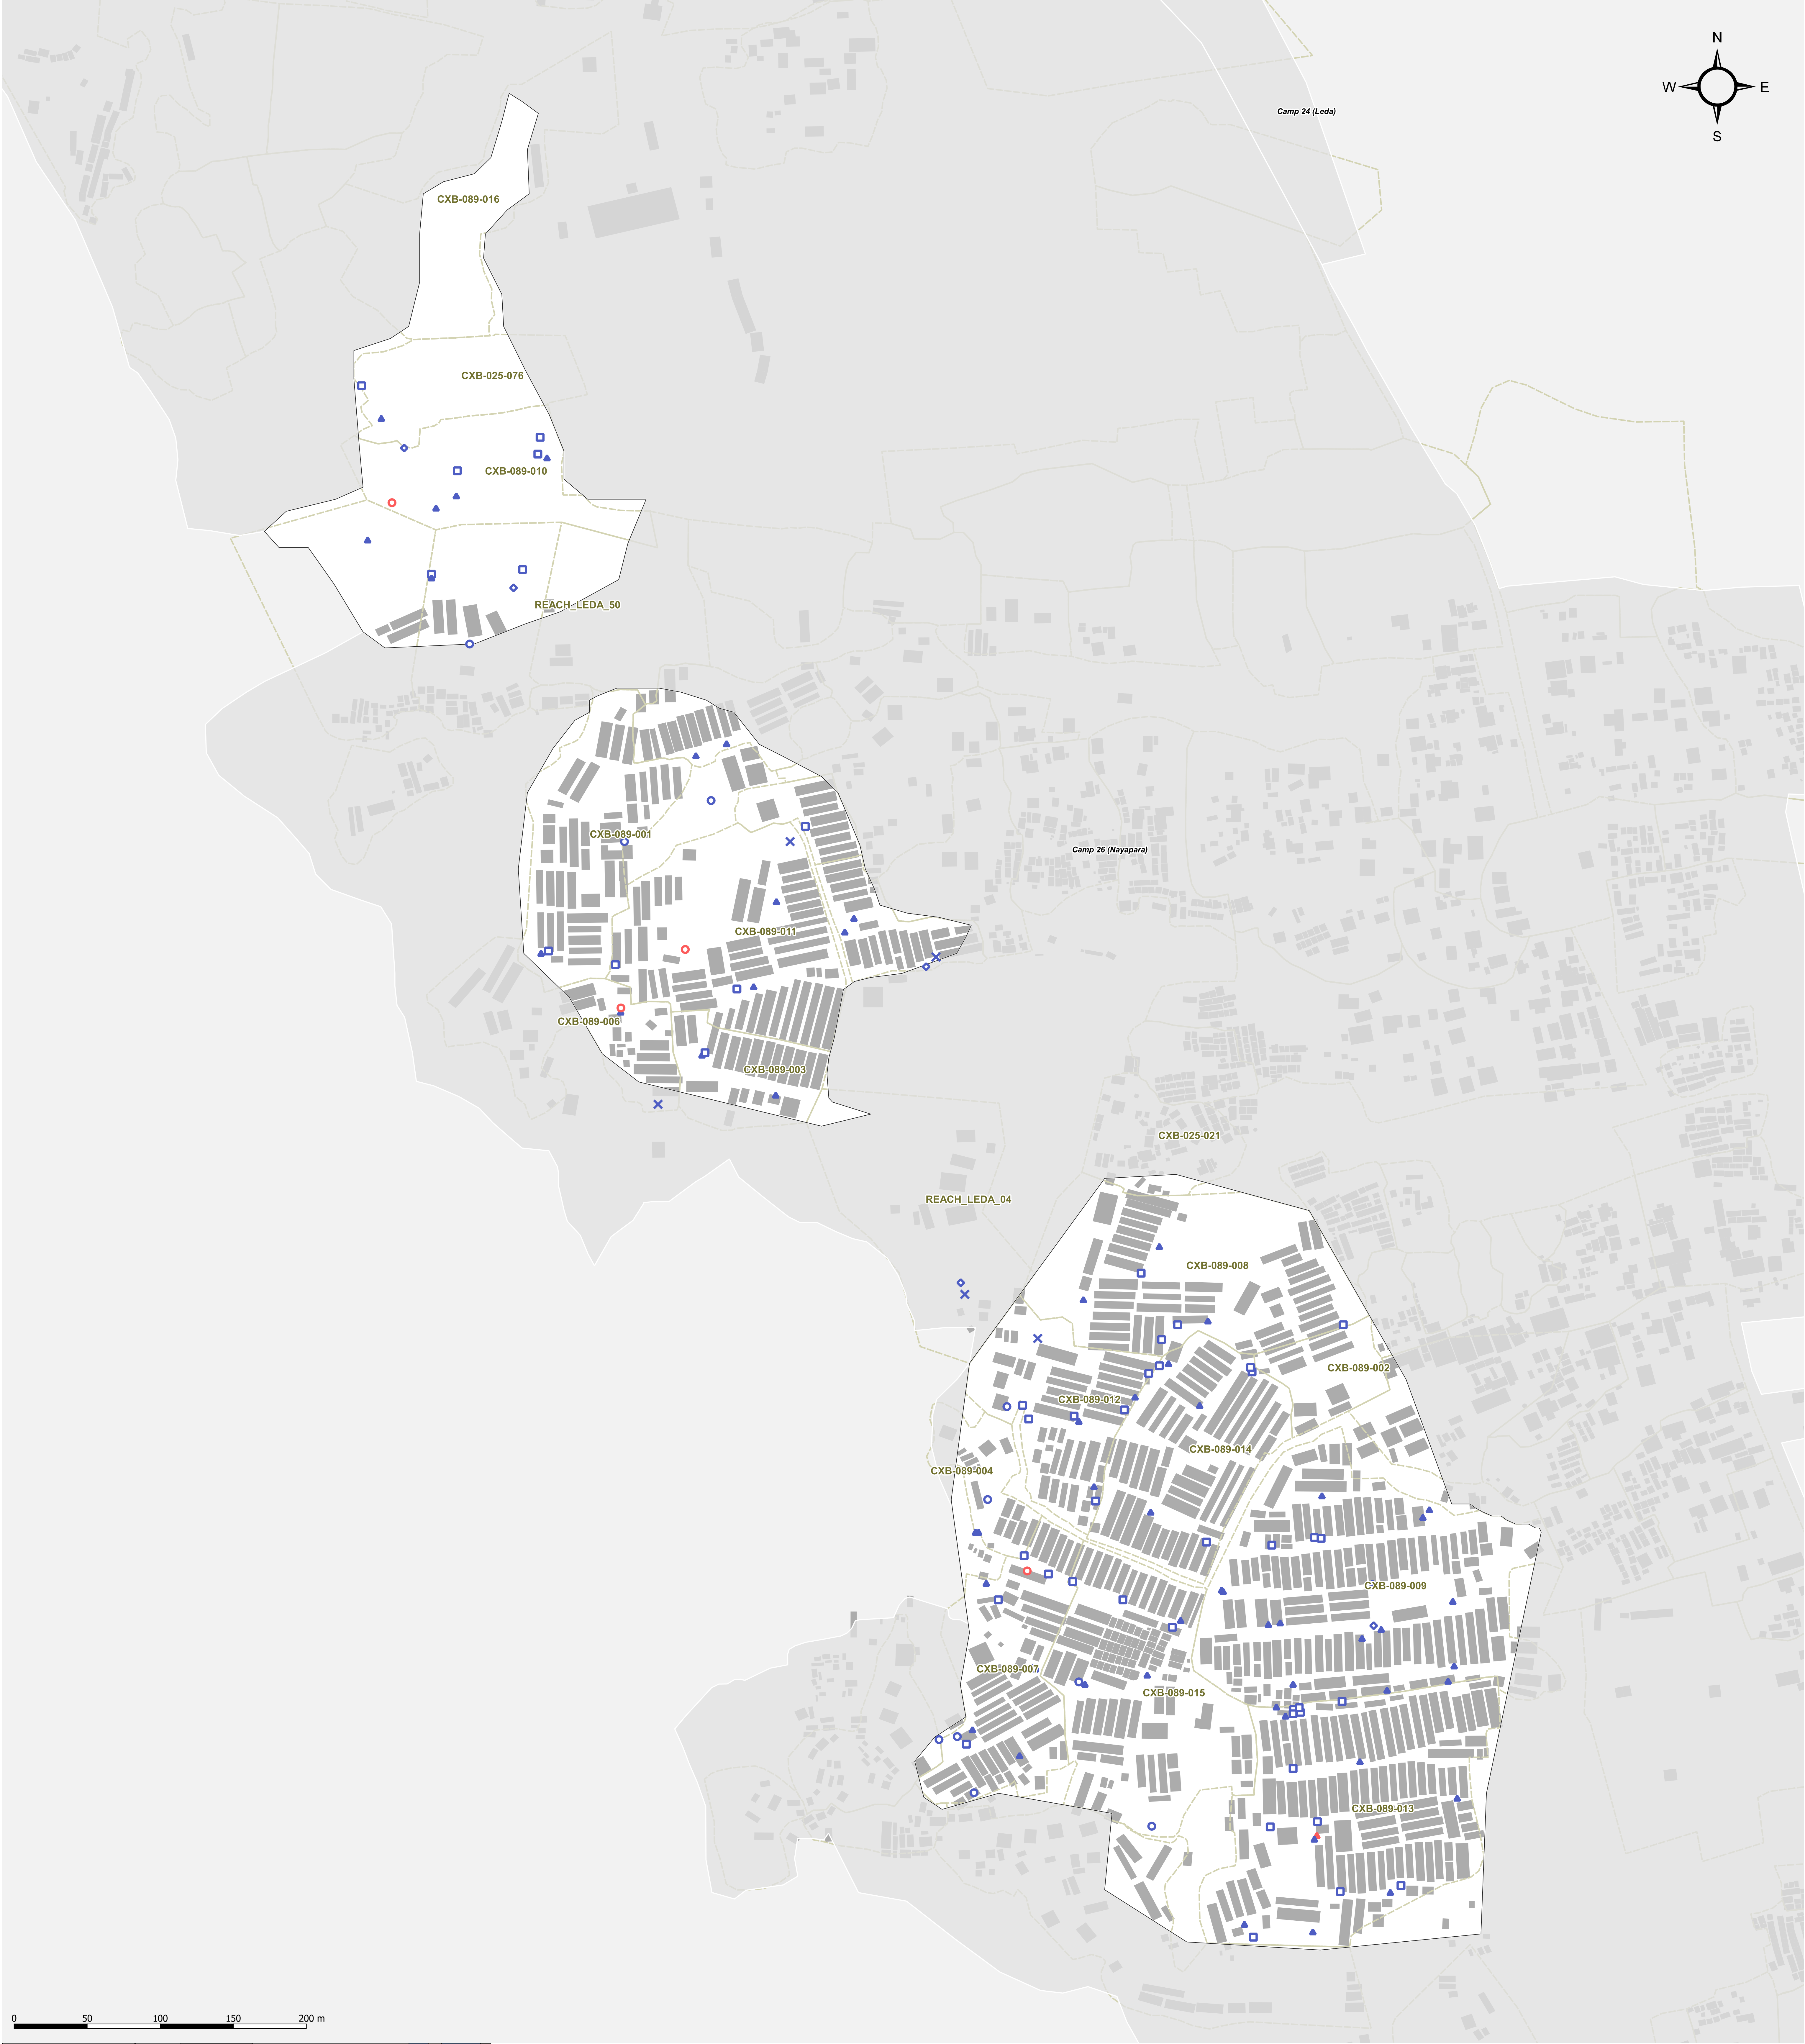 N
W E
S
Camp 24 (Leda)
CXB-089-016
CXB-025-076
CXB-089-010
REACH_LEDA_50
CXB-089-001
Camp 26 (Nayapara)
CXB-089-011
CXB-089-006
CXB-089-003
CXB-025-021
REACH_LEDA_04
CXB-089-008
CXB-089-002
CXB-089-012
CXB-089-014
CXB-089-004
CXB-089-009
CXB-089-007
CXB-089-015
CXB-089-013
0 50 100 150 200 m